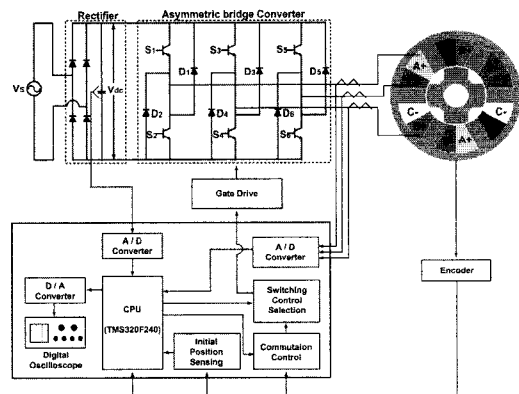 Rectifier
Asymmetric bridge Converter
Vs
Vdc
S1
S3
S5
D1
D3
D5
D2
D4
D6
S2
S4
S6
A+
C-
C-
A+
Gate Drive
A / D
Converter
A / D
Converter
Encoder
D / A
Converter
CPU
(TMS320F240)
Switching
Control
Selection
Digital
Oscilloscope
Initial
Position
Sensing
Commutaion
Control